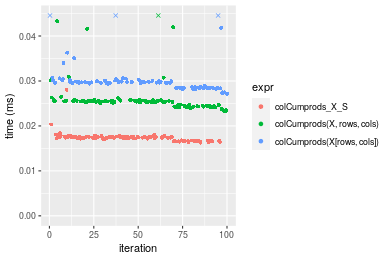 0.04
0.03
0.02
0.01
0.00
time (ms)
0
25
50
75
100
iteration
expr
colCumprods_X_S
colCumprods(X, rows, cols)
colCumprods(X[rows, cols])